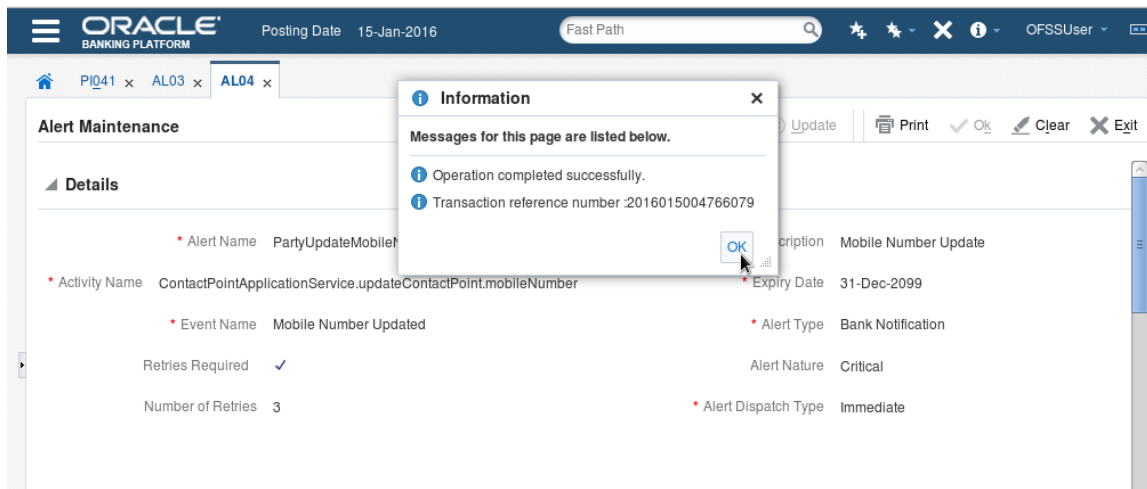 ORACLE
BANKING PLATFORM
Posting Date 15-Jan-2016
Fast Path
OFSSUser
PI041 x AL03 x AL04 x
Information
Alert Maintenance
Messages for this page are listed below.
Update Print Ok Clear Exit
Details
Operation completed successfully.
Transaction reference number :2016015004766079
OK
* Alert Name
Mobile Number Update
* Activity Name ContactPointApplicationService.updateContactPoint.mobileNumber
* Expiry Date 31-Dec-2099
* Event Name Mobile Number Updated
* Alert Type Bank Notification
Retries Required ✓
Alert Nature Critical
Number of Retries 3
* Alert Dispatch Type Immediate